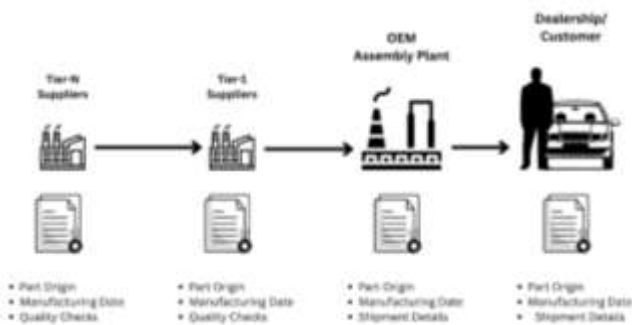 Tier-N
Suppliers
Tier-1
Suppliers
OEM
Assembly Plant
Dealership/
Customer
• Part Origin
• Manufacturing Date
• Quality Checks
• Part Origin
• Manufacturing Date
• Quality Checks
• Part Origin
• Manufacturing Date
• Shipment Details
• Part Origin
• Manufacturing Date
• Shipment Details